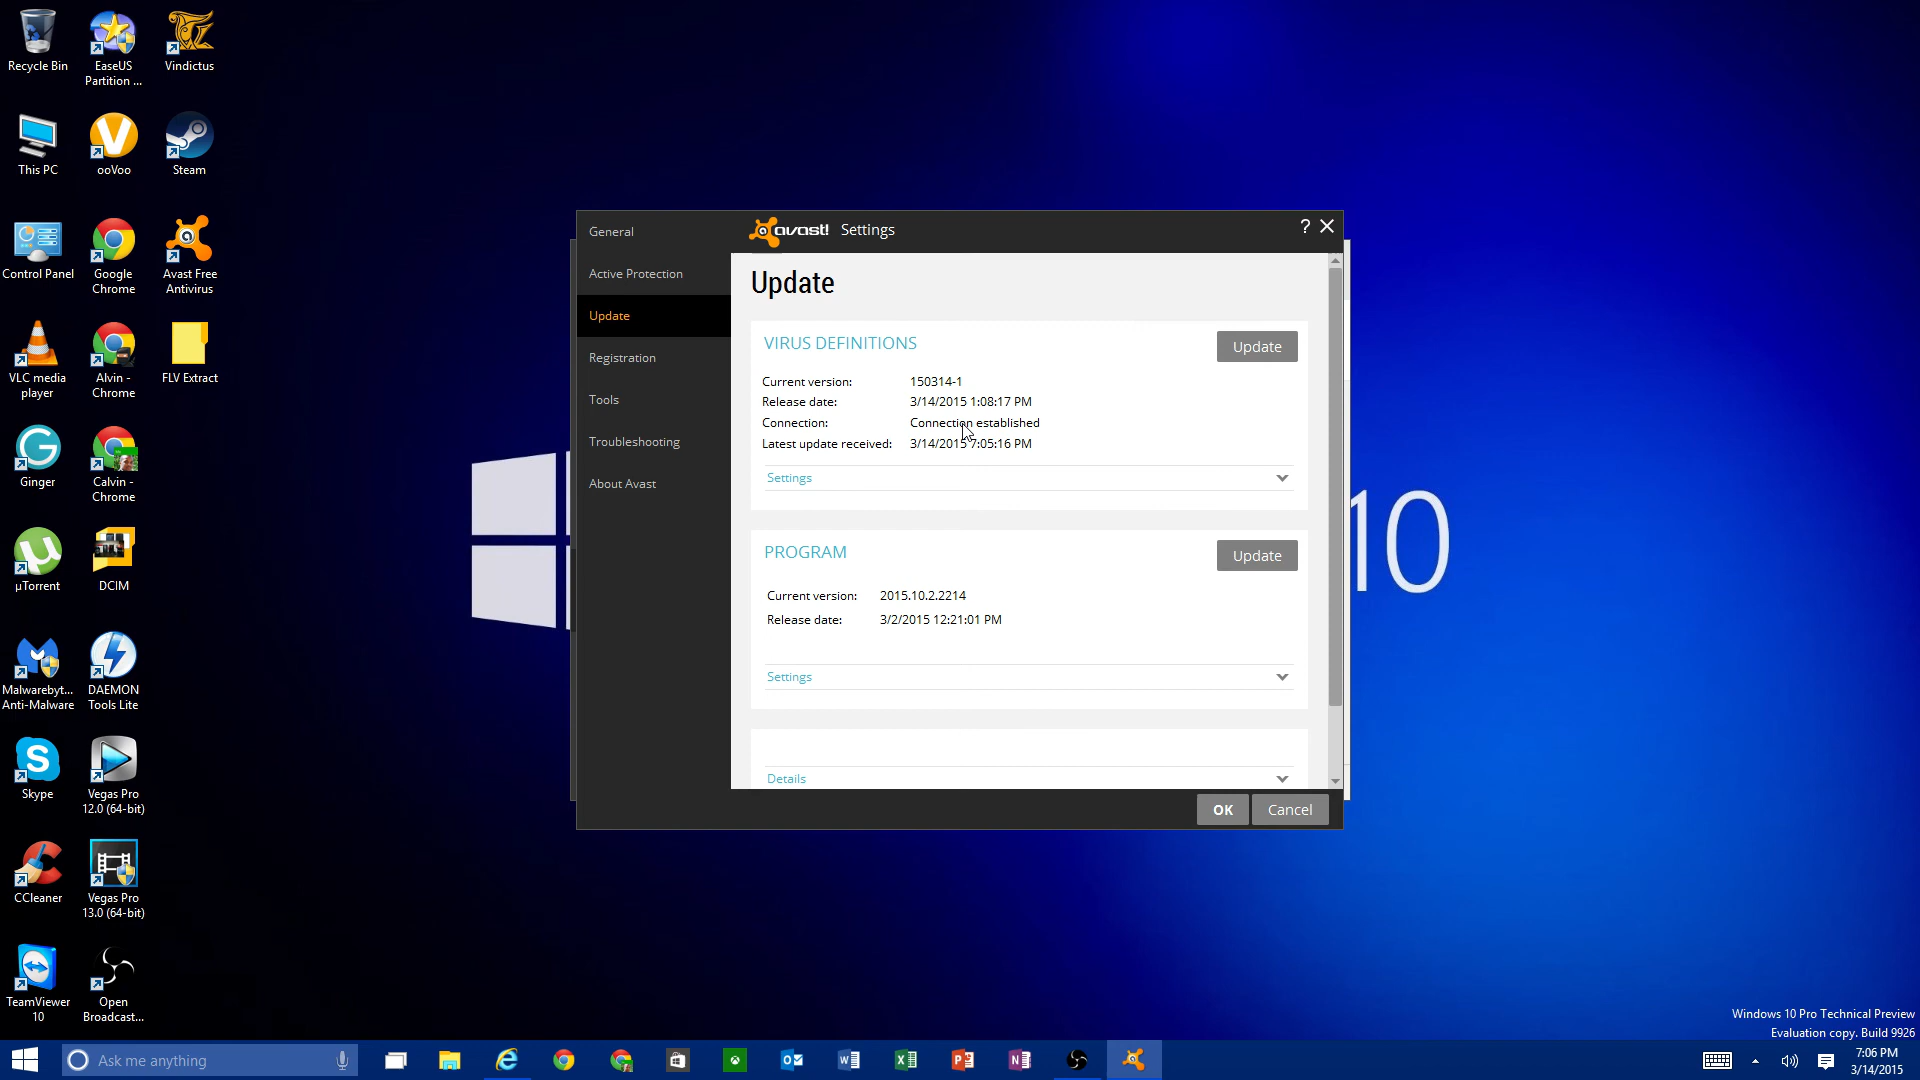 Recycle Bin
EaseUS
Partition ...
Vindictus
This PC
ooVoo
Steam
Control Panel
Google
Chrome
Avast Free
Antivirus
VLC media
player
Alvin -
Chrome
FLV Extract
Ginger
Calvin -
Chrome
µTorrent
DCIM
Malwarebyt...
Anti-Malware
DAEMON
Tools Lite
Skype
Vegas Pro
12.0 (64-bit)
CCleaner
Vegas Pro
13.0 (64-bit)
TeamViewer
10
Open
Broadcast...
General
Active Protection
Update
Registration
Tools
Troubleshooting
About Avast
avast! Settings
?
Update
VIRUS DEFINITIONS
Update
Current version: 150314-1
Release date: 3/14/2015 1:08:17 PM
Connection: Connection established
Latest update received: 3/14/2015 7:05:16 PM
Settings
PROGRAM
Update
Current version: 2015.10.2.2214
Release date: 3/2/2015 12:21:01 PM
Settings
Details
OK
Cancel
10
Windows 10 Pro Technical Preview
Evaluation copy. Build 9926
Ask me anything
7:06 PM
3/14/2015